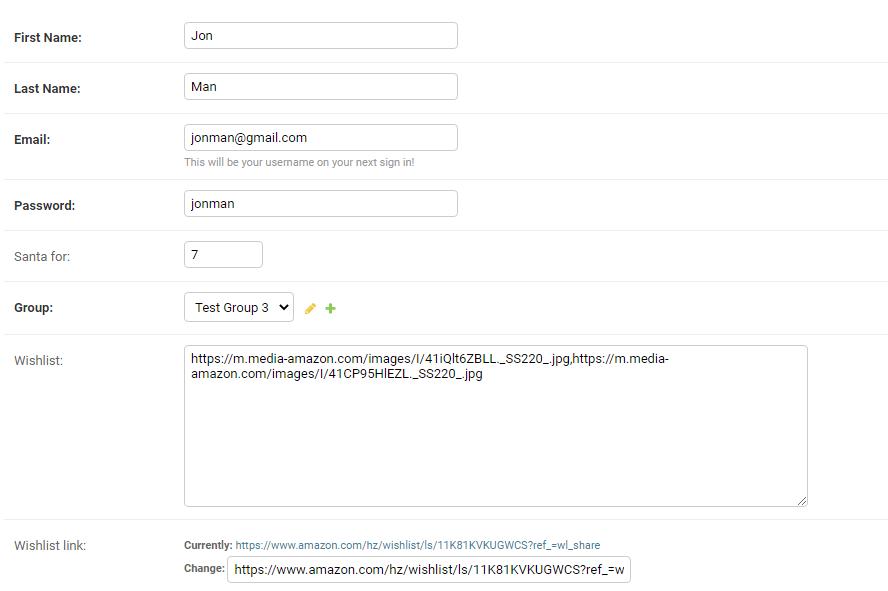 First Name: Jon
Last Name: Man
Email: jonman@gmail.com
This will be your username on your next sign in!
Password: jonman
Santa for: 7
Group: Test Group 3
Wishlist: https://m.media-amazon.com/images/I/41iQlt6ZBLL._SS220_.jpg,https://m.media-
amazon.com/images/I/41CP95HlEZL._SS220_.jpg
Wishlist link: Currently: https://www.amazon.com/hz/wishlist/ls/11K81KVKUGWCS?ref_=wl_share
Change: https://www.amazon.com/hz/wishlist/ls/11K81KVKUGWCS?ref_=w